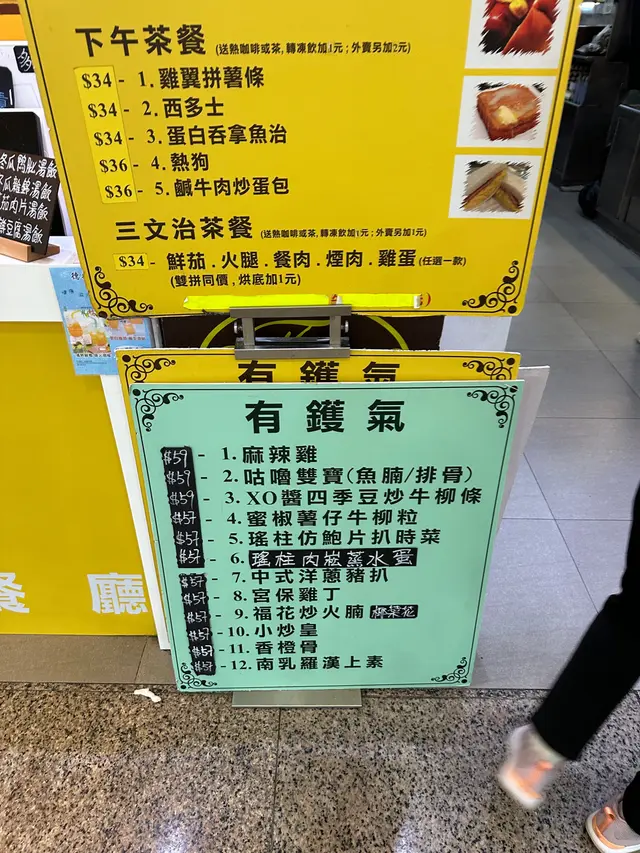 下午茶餐 (送熱咖啡或茶, 轉凍飲加1元; 外賣另加2元)
$34 - 1. 雞翼拼薯條
$34 - 2. 西多士
$34 - 3. 蛋白吞拿魚治
$36 - 4. 熱狗
$36 - 5. 鹹牛肉炒蛋包
三文治茶餐 (送熱咖啡或茶, 轉凍飲加1元; 外賣另加1元)
$34 - 鮮茄.火腿.餐肉.煙肉.雞蛋 (任選一款)
(雙拼同價, 烘底加1元)
有鑊氣
有鑊氣
$59 - 1. 麻辣雞
$59 - 2. 咕嚕雙寶(魚腩/排骨)
$59 - 3. XO醬四季豆炒牛柳條
$57 - 4. 蜜椒薯仔牛柳粒
$57 - 5. 瑤柱仿鮑片扒時菜
$57 - 6. 瑤柱肉崧蒸水蛋
$57 - 7. 中式洋蔥豬扒
$57 - 8. 宮保雞丁
$57 - 9. 福花炒火腩
$57 - 10. 小炒皇
$57 - 11. 香橙骨
$57 - 12. 南乳羅漢上素
餐廳